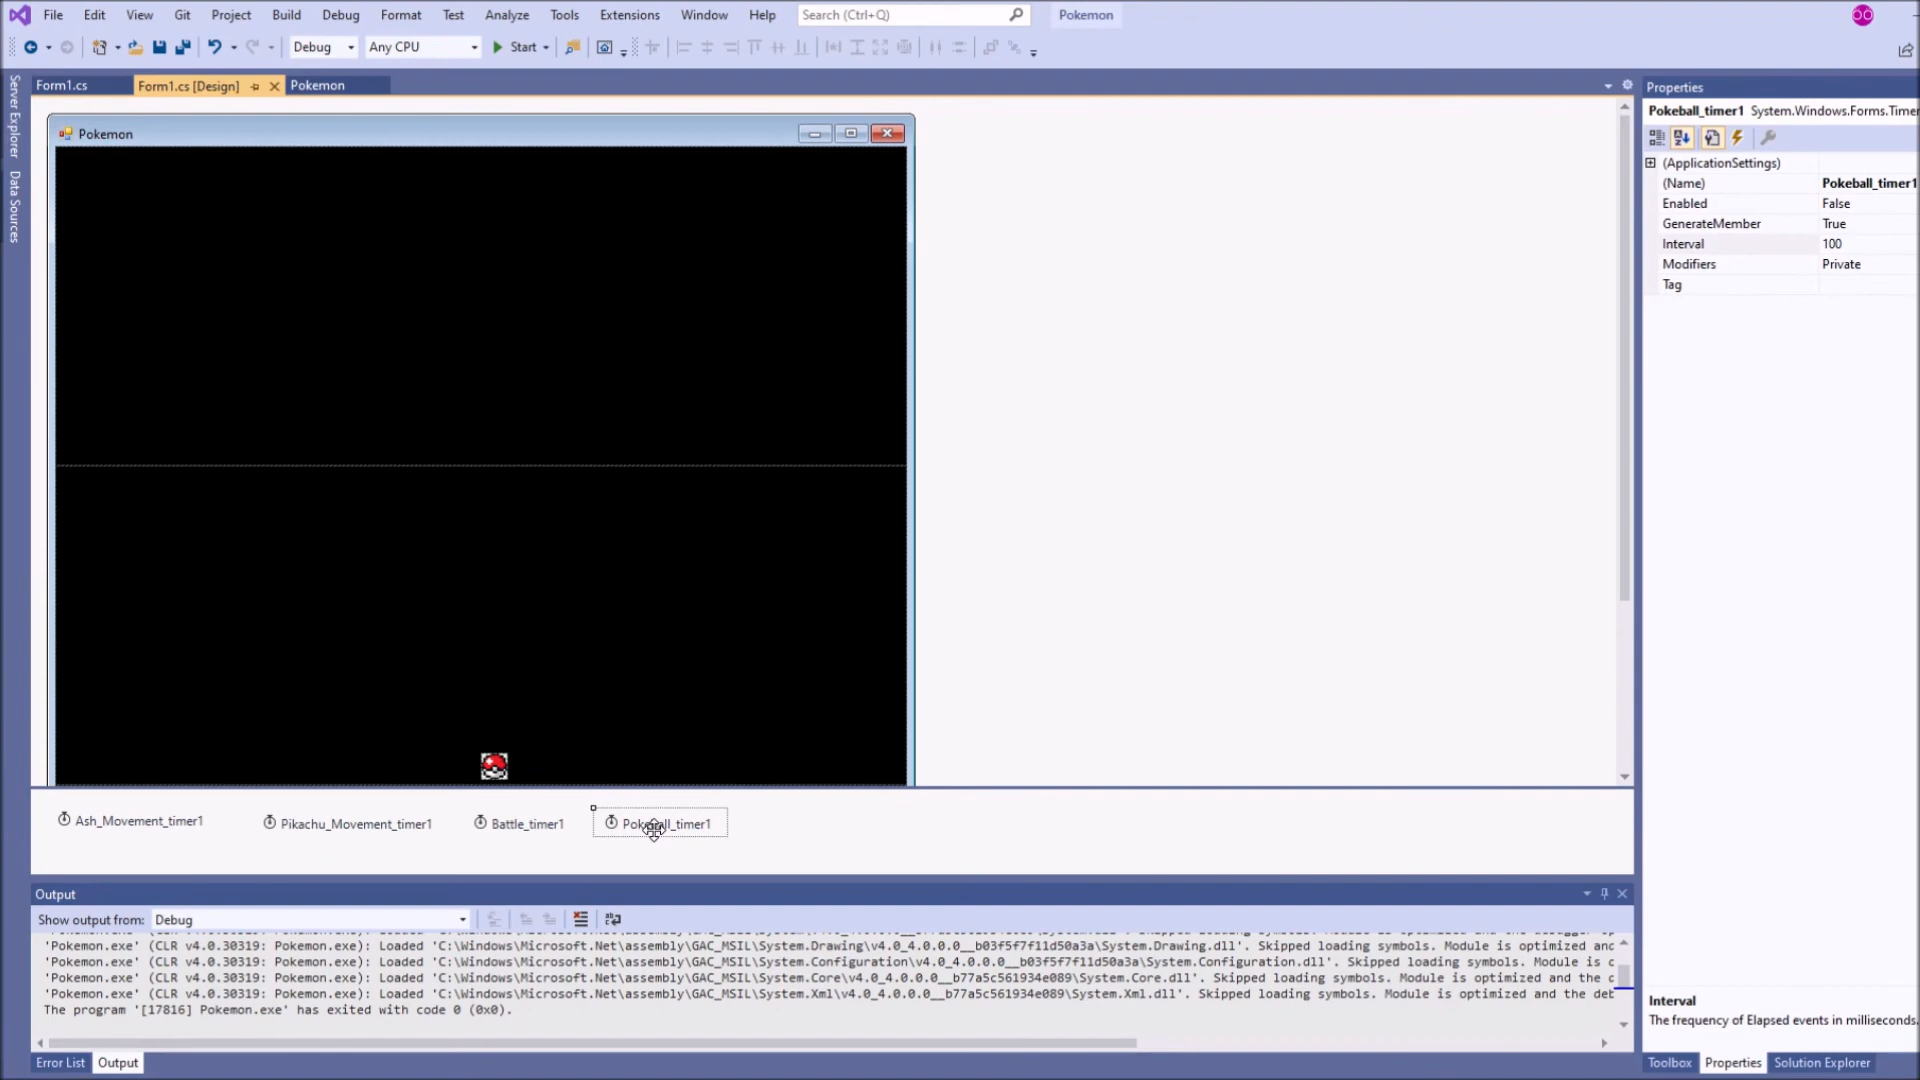 File Edit View Git Project Build Debug Format Test Analyze Tools Extensions Window Help Search (Ctrl+Q) Pokemon
Debug Any CPU Start
Server Explorer
Data Sources
Form1.cs Form1.cs [Design] Pokemon
Pokemon
Ash_Movement_timer1 Pikachu_Movement_timer1 Battle_timer1 Pokeball_timer1
Properties
Pokeball_timer1 System.Windows.Forms.Timer
(ApplicationSettings)
(Name) Pokeball_timer1
Enabled False
GenerateMember True
Interval 100
Modifiers Private
Tag
Interval
The frequency of Elapsed events in milliseconds.
Toolbox Properties Solution Explorer
Output
Show output from: Debug
'Pokemon.exe' (CLR v4.0.30319: Pokemon.exe): Loaded 'C:\Windows\Microsoft.Net\assembly\GAC_MSIL\System.Drawing\v4.0_4.0.0.0__b03f5f7f11d50a3a\System.Drawing.dll'. Skipped loading symbols. Module is optimized and
'Pokemon.exe' (CLR v4.0.30319: Pokemon.exe): Loaded 'C:\Windows\Microsoft.Net\assembly\GAC_MSIL\System.Configuration\v4.0_4.0.0.0__b03f5f7f11d50a3a\System.Configuration.dll'. Skipped loading symbols. Module is o
'Pokemon.exe' (CLR v4.0.30319: Pokemon.exe): Loaded 'C:\Windows\Microsoft.Net\assembly\GAC_MSIL\System.Core\v4.0_4.0.0.0__b77a5c561934e089\System.Core.dll'. Skipped loading symbols. Module is optimized and the d
'Pokemon.exe' (CLR v4.0.30319: Pokemon.exe): Loaded 'C:\Windows\Microsoft.Net\assembly\GAC_MSIL\System.Xml\v4.0_4.0.0.0__b77a5c561934e089\System.Xml.dll'. Skipped loading symbols. Module is optimized and the deb
The program '[17816] Pokemon.exe' has exited with code 0 (0x0).
Error List Output